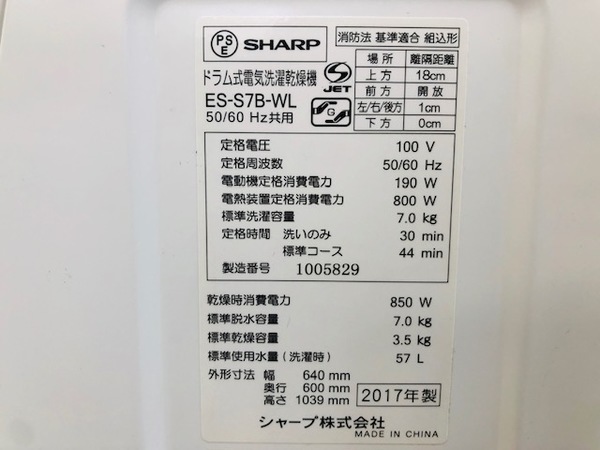 PSE SHARP
ドラム式電気洗濯乾燥機
JET
ES-S7B-WL
50/60 Hz共用
G
消防法 基準適合 組込形
場所 離隔距離
上方 18cm
前方 開放
左/右/後方 1cm
下方 0cm
定格電圧 100 V
定格周波数 50/60 Hz
電動機定格消費電力 190 W
電熱装置定格消費電力 800 W
標準洗濯容量 7.0 kg
定格時間 洗いのみ 30 min
標準コース 44 min
製造番号 1005829
乾燥時消費電力 850 W
標準脱水容量 7.0 kg
標準乾燥容量 3.5 kg
標準使用水量(洗濯時) 57 L
外形寸法 幅 640 mm
奥行 600 mm
高さ 1039 mm
2017年製
シャープ株式会社
MADE IN CHINA